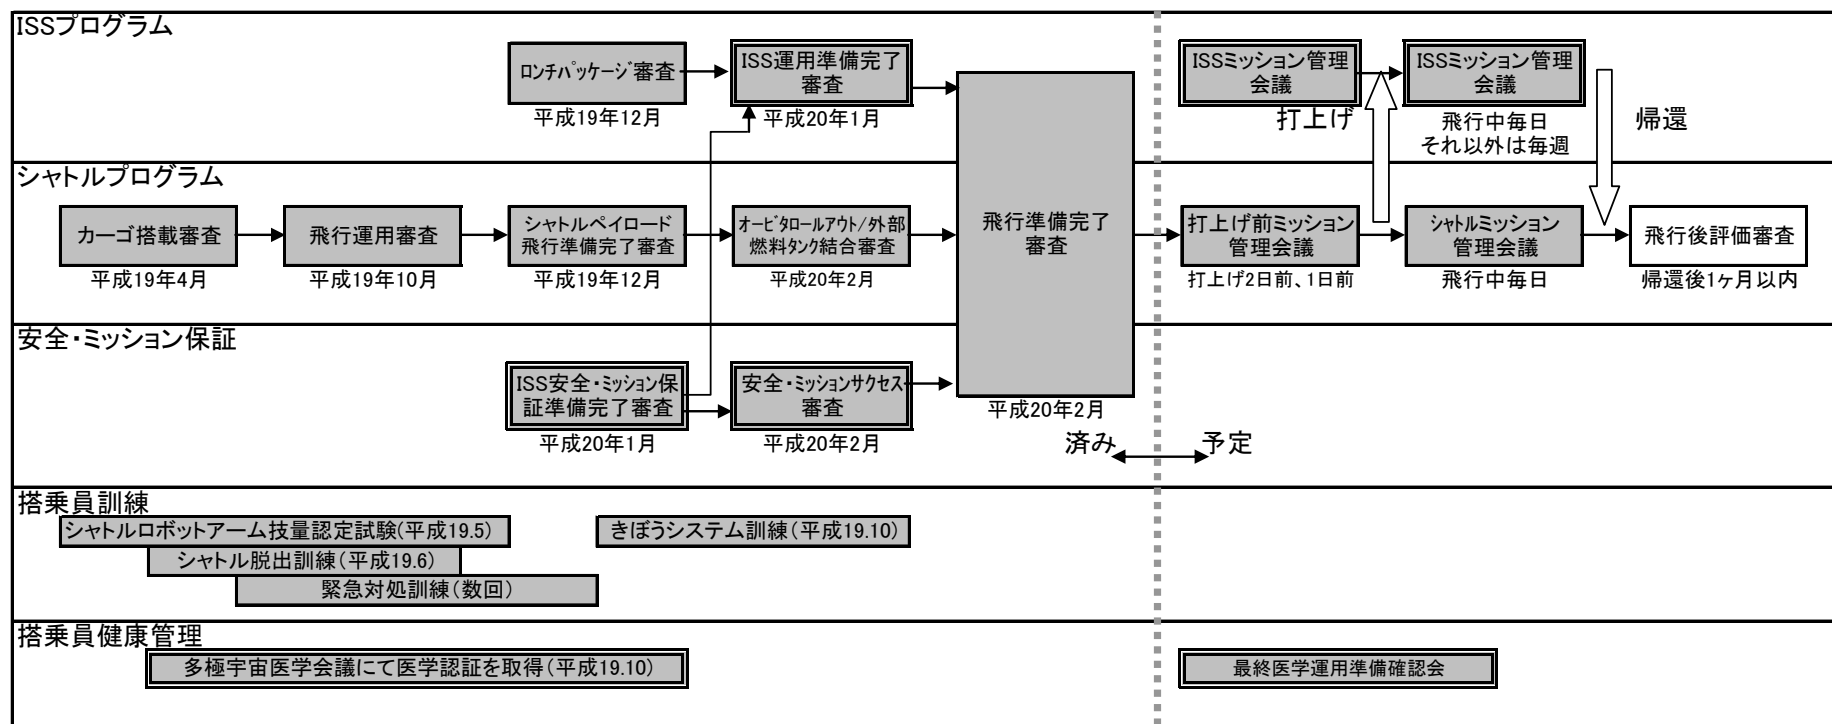 ISSプログラム
ロンチパッケージ審査
平成19年12月
ISS運用準備完了
審査
平成20年1月
ISSミッション管理
会議
打上げ
ISSミッション管理
会議
飛行中毎日
それ以外は毎週
帰還
シャトルプログラム
カーゴ搭載審査
平成19年4月
飛行運用審査
平成19年10月
シャトルペイロード
飛行準備完了審査
平成19年12月
オービタロールアウト/外部
燃料タンク結合審査
平成20年2月
飛行準備完了
審査
平成20年2月
打上げ前ミッション
管理会議
打上げ2日前、1日前
シャトルミッション
管理会議
飛行中毎日
飛行後評価審査
帰還後1ヶ月以内
安全・ミッション保証
ISS安全・ミッション保
証準備完了審査
平成20年1月
安全・ミッションサクセス
審査
平成20年2月
済み
予定
搭乗員訓練
シャトルロボットアーム技量認定試験(平成19.5)
きぼうシステム訓練(平成19.10)
シャトル脱出訓練(平成19.6)
緊急対処訓練(数回)
搭乗員健康管理
多極宇宙医学会議にて医学認証を取得(平成19.10)
最終医学運用準備確認会